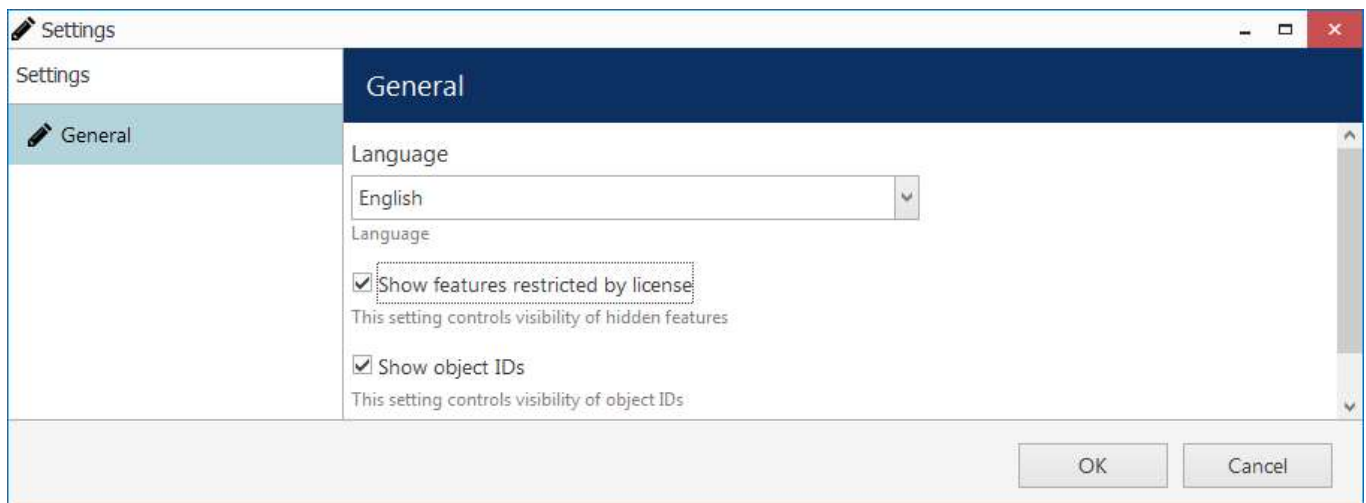 Settings
Settings
General
General
Language
English
Language
Show features restricted by license
This setting controls visibility of hidden features
Show object IDs
This setting controls visibility of object IDs
OK
Cancel